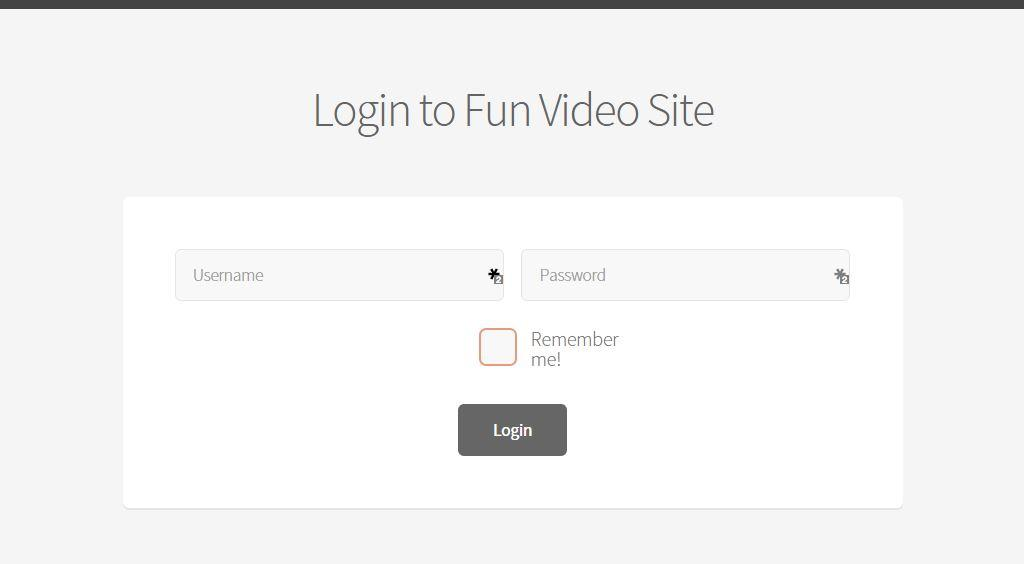 Login to Fun Video Site
Username
Password
Remember
me!
Login